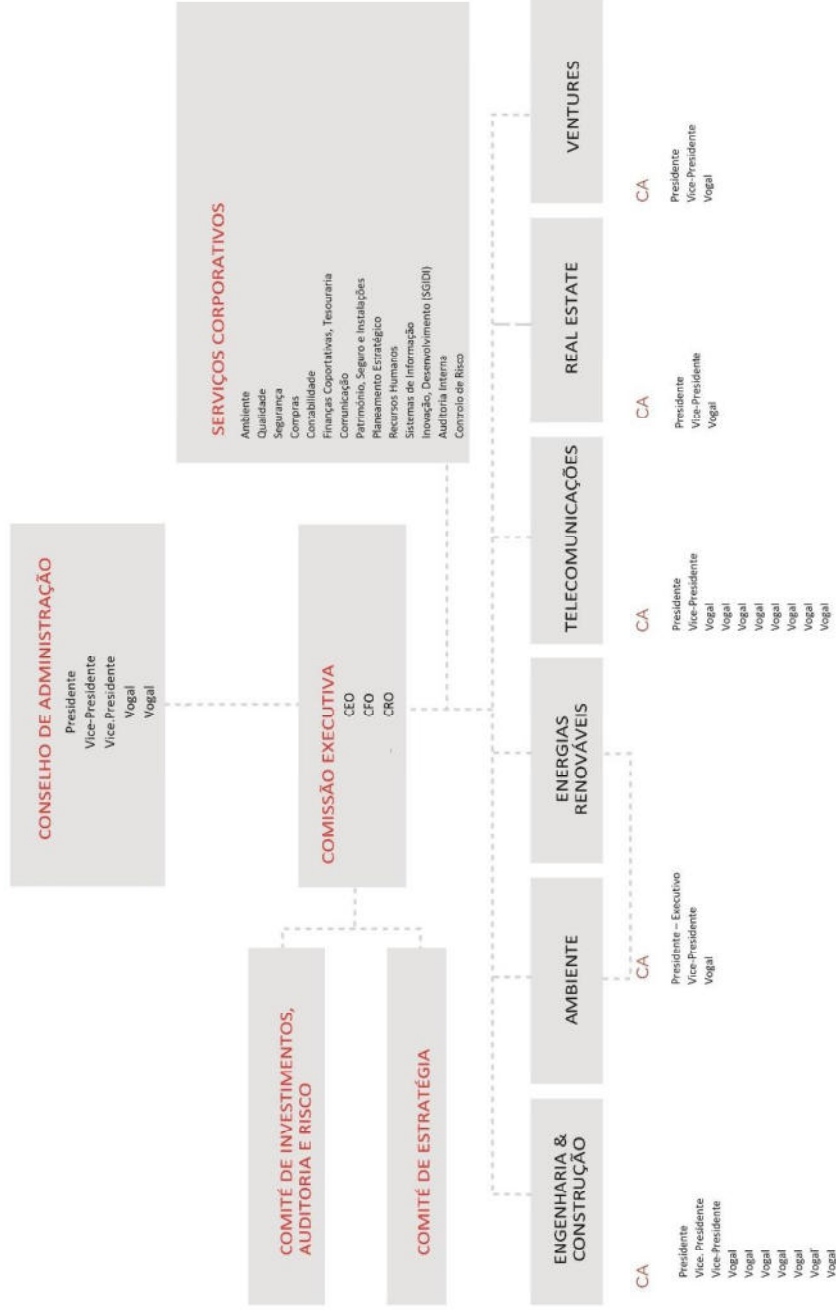 CONSELHO DE ADMINISTRAÇÃO
Presidente
Vice-Presidente
Vice.Presidente
Vogal
Vogal
COMITÉ DE INVESTIMENTOS,
AUDITORIA E RISCO
COMITÉ DE ESTRATÉGIA
COMISSÃO EXECUTIVA
CEO
CFO
CRO
SERVIÇOS CORPORATIVOS
Ambiente
Qualidade
Segurança
Compras
Contabilidade
Finanças Coportativas, Tesouraria
Comunicação
Património, Seguro e Instalações
Planeamento Estratégico
Recursos Humanos
Sistemas de Informação
Inovação, Desenvolvimento (SGIDI)
Auditoria Interna
Controlo de Risco
ENGENHARIA &
CONSTRUÇÃO
AMBIENTE
ENERGIAS
RENOVÁVEIS
TELECOMUNICAÇÕES
REAL ESTATE
VENTURES
CA
Presidente
Vice. Presidente
Vice-Presidente
Vogal
Vogal
Vogal
Vogal
Vogal
Vogal
Vogal
CA
Presidente – Executivo
Vice-Presidente
Vogal
CA
Presidente
Vice-Presidente
Vogal
Vogal
Vogal
Vogal
Vogal
Vogal
Vogal
Vogal
CA
Presidente
Vice-Presidente
Vogal
CA
Presidente
Vice-Presidente
Vogal